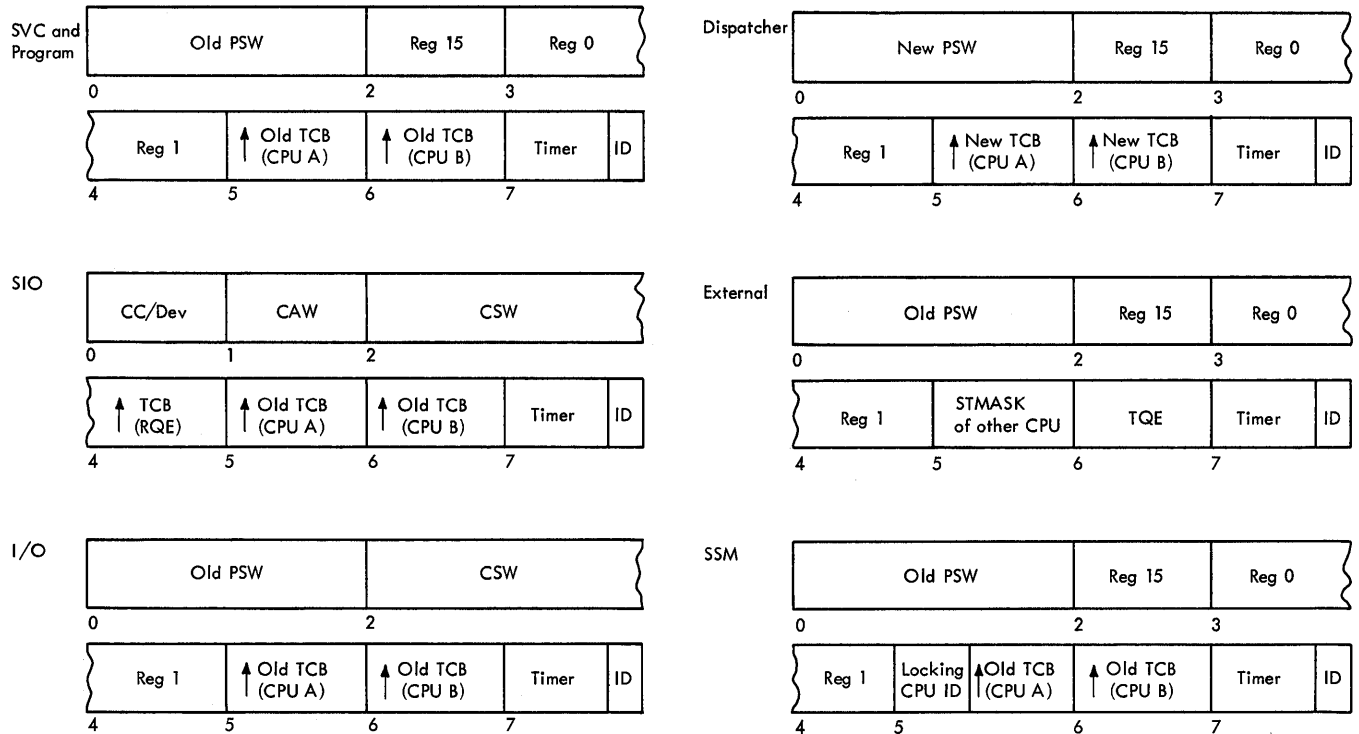 SVC and
Program
Old PSW
Reg 15
Reg 0
0
2
3
Reg 1
Old TCB
(CPU A)
Old TCB
(CPU B)
Timer
ID
4
5
6
7
Dispatcher
New PSW
Reg 15
Reg 0
0
2
3
Reg 1
New TCB
(CPU A)
New TCB
(CPU B)
Timer
ID
4
5
6
7
SIO
CC/Dev
CAW
CSW
0
1
2
TCB
(RQE)
Old TCB
(CPU A)
Old TCB
(CPU B)
Timer
ID
4
5
6
7
External
Old PSW
Reg 15
Reg 0
0
2
3
Reg 1
STMASK
of other CPU
TQE
Timer
ID
4
5
6
7
I/O
Old PSW
CSW
0
2
Reg 1
Old TCB
(CPU A)
Old TCB
(CPU B)
Timer
ID
4
5
6
7
SSM
Old PSW
Reg 15
Reg 0
0
2
3
Reg 1
Locking
CPU ID
Old TCB
(CPU A)
Old TCB
(CPU B)
Timer
ID
4
5
6
7